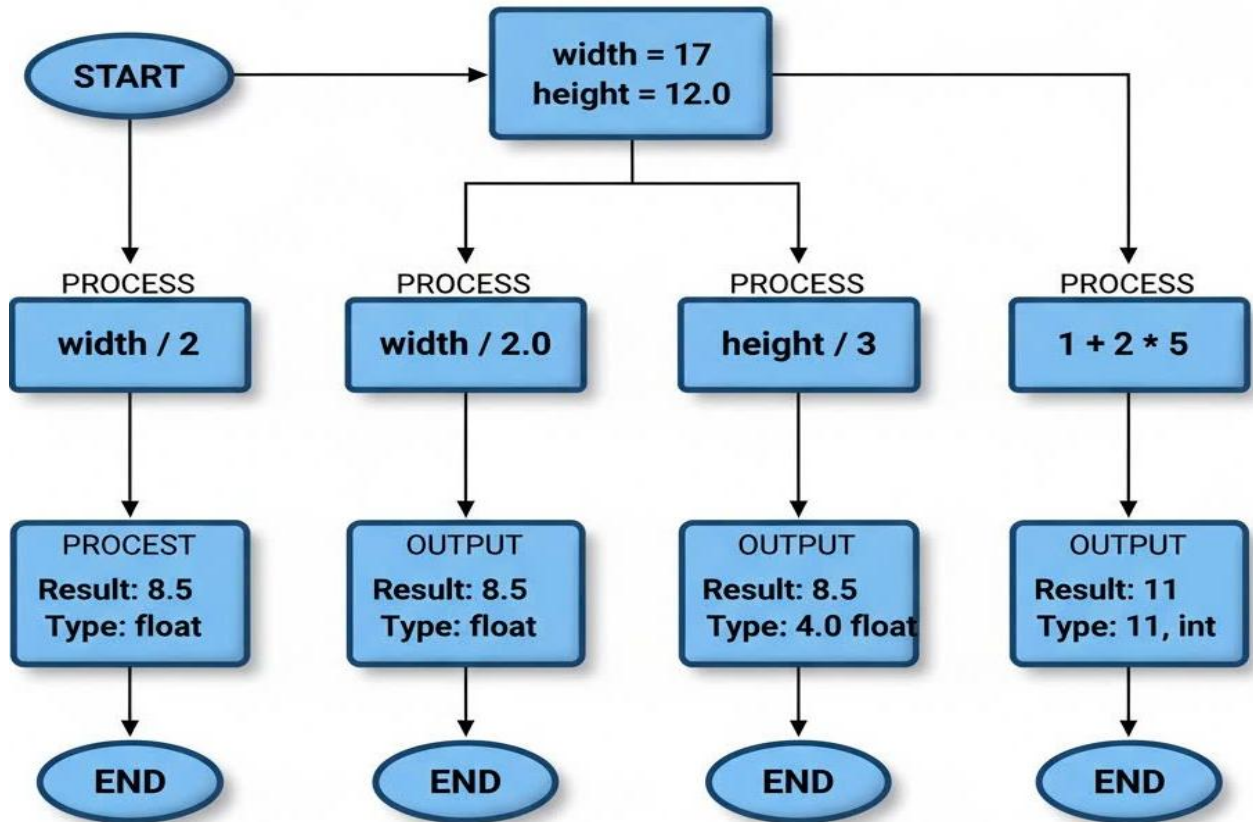 START
width = 17
height = 12.0
PROCESS
width / 2
PROCESS
width / 2.0
PROCESS
height / 3
PROCESS
1 + 2 * 5
PROCEST
Result: 8.5
Type: float
OUTPUT
Result: 8.5
Type: float
OUTPUT
Result: 8.5
Type: 4.0 float
OUTPUT
Result: 11
Type: 11, int
END
END
END
END